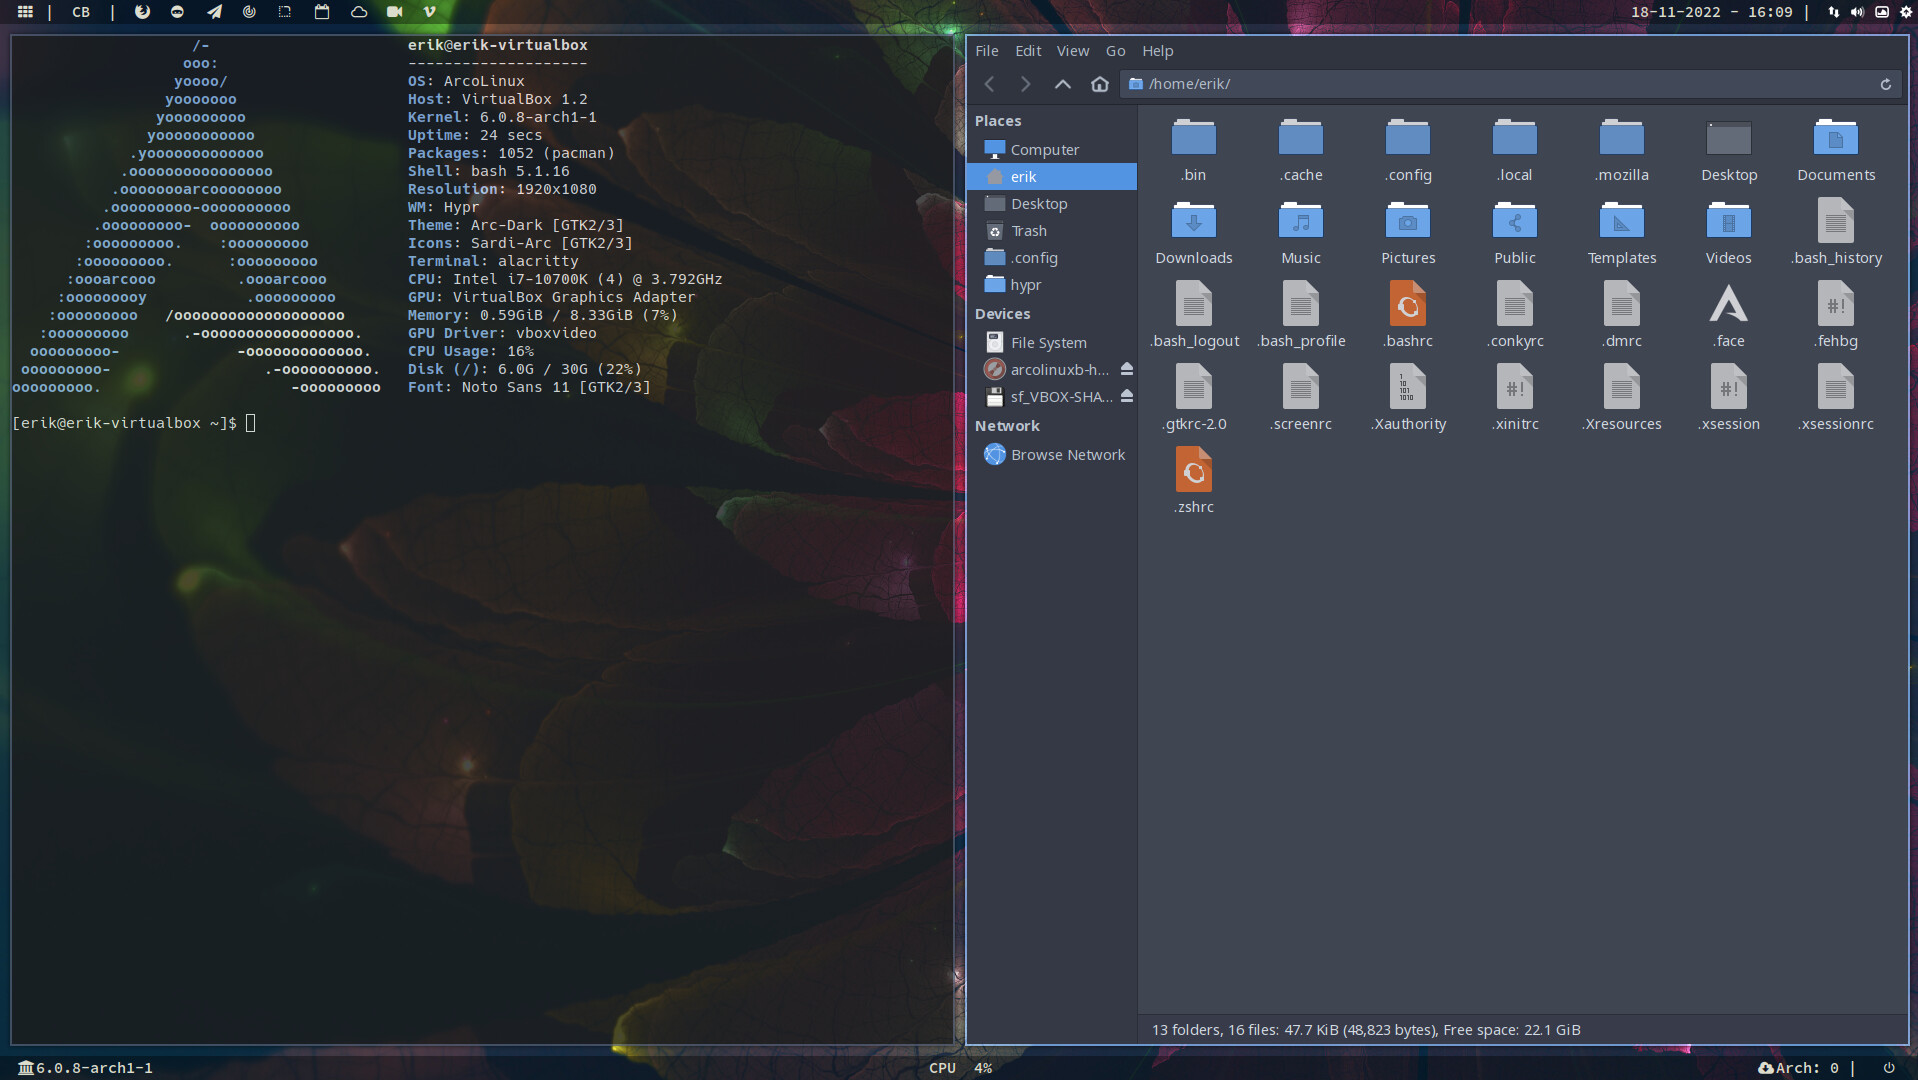 CB
18-11-2022 - 16:09
/-
ooo:
yoooo/
yooooooo
yooooooooo
yooooooooooo
.yooooooooooooo
.oooooooooooooooo
.oooooooarcoooooooo
.ooooooooo-oooooooooo
.ooooooooo-  oooooooooo
:ooooooooo.    :ooooooooo
:ooooooooo.      :ooooooooo
:oooarcooo         .oooarcooo
:ooooooooy           .ooooooooo
:ooooooooo   /ooooooooooooooooooo
:ooooooooo      .-ooooooooooooooooo.
ooooooooo-             -ooooooooooooo.
ooooooooo-                 .-oooooooooo.
ooooooooo.                     -ooooooooo
erik@erik-virtualbox
--------------------
OS: ArcoLinux
Host: VirtualBox 1.2
Kernel: 6.0.8-arch1-1
Uptime: 24 secs
Packages: 1052 (pacman)
Shell: bash 5.1.16
Resolution: 1920x1080
WM: Hypr
Theme: Arc-Dark [GTK2/3]
Icons: Sardi-Arc [GTK2/3]
Terminal: alacritty
CPU: Intel i7-10700K (4) @ 3.792GHz
GPU: VirtualBox Graphics Adapter
Memory: 0.59GiB / 8.33GiB (7%)
GPU Driver: vboxvideo
CPU Usage: 16%
Disk (/): 6.0G / 30G (22%)
Font: Noto Sans 11 [GTK2/3]
[erik@erik-virtualbox ~]$
File Edit View Go Help
/home/erik/
Places
Computer
erik
Desktop
Trash
.config
hypr
Devices
File System
arcolinuxb-h...
sf_VBOX-SHA...
Network
Browse Network
.bin .cache .config .local .mozilla Desktop Documents
Downloads Music Pictures Public Templates Videos .bash_history
.bash_logout .bash_profile .bashrc .conkyrc .dmrc .face .fehbg
.gtkrc-2.0 .screenrc .Xauthority .xinitrc .Xresources .xsession .xsessionrc
.zshrc
13 folders, 16 files: 47.7 KiB (48,823 bytes), Free space: 22.1 GiB
6.0.8-arch1-1
CPU 4%
Arch: 0